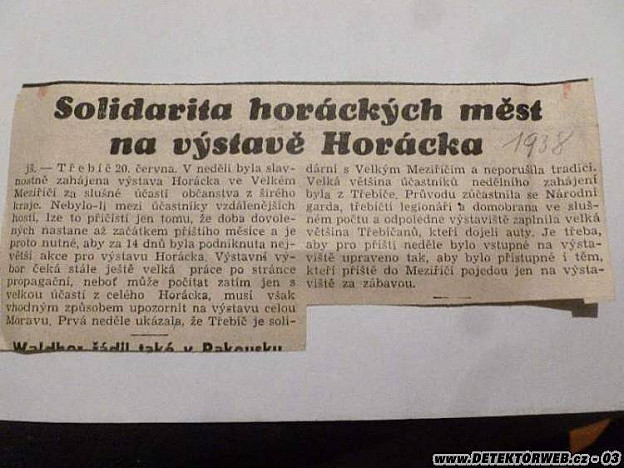 Solidarita horáckých měst
na výstavě Horácka
1938
jš. — Třebíč 20. června. V neděli byla slav-
nostně zahájena výstava Horácka ve Velkém
Meziříčí za slušné účasti občanstva z širého
kraje. Nebylo-li mezi účastníky vzdálenějších
hostí, lze to přičísti jen tomu, že doba dovole-
ných nastane až začátkem příštího měsíce a je
proto nutné, aby za 14 dnů byla podniknuta nej-
větší akce pro výstavu Horácka. Výstavní vý-
bor čeká stále ještě velká práce po stránce
propagační, neboť může počítat zatím jen s
velkou účastí z celého Horácka, musí však
vhodným způsobem upozornit na výstavu celou
Moravu. Prvá neděle ukázala, že Třebíč je soli-
dární s Velkým Meziříčím a neporušila tradici.
Velká většina účastníků nedělního zahájení
byla z Třebíče. Průvodu zúčastnila se Národní
garda, třebíčtí legionáři a domobrana ve sluš-
ném počtu a odpoledne výstaviště zaplnila velká
většina Třebíčanů, kteří dojeli auty. Je třeba,
aby pro příští neděle bylo vstupné na výsta-
viště upraveno tak, aby bylo přístupné i těm,
kteří příště do Meziříčí pojedou jen na výsta-
viště za zábavou.
Waldhor řádil také v Rakousku
www.DETEKTORWEB.cz - 03